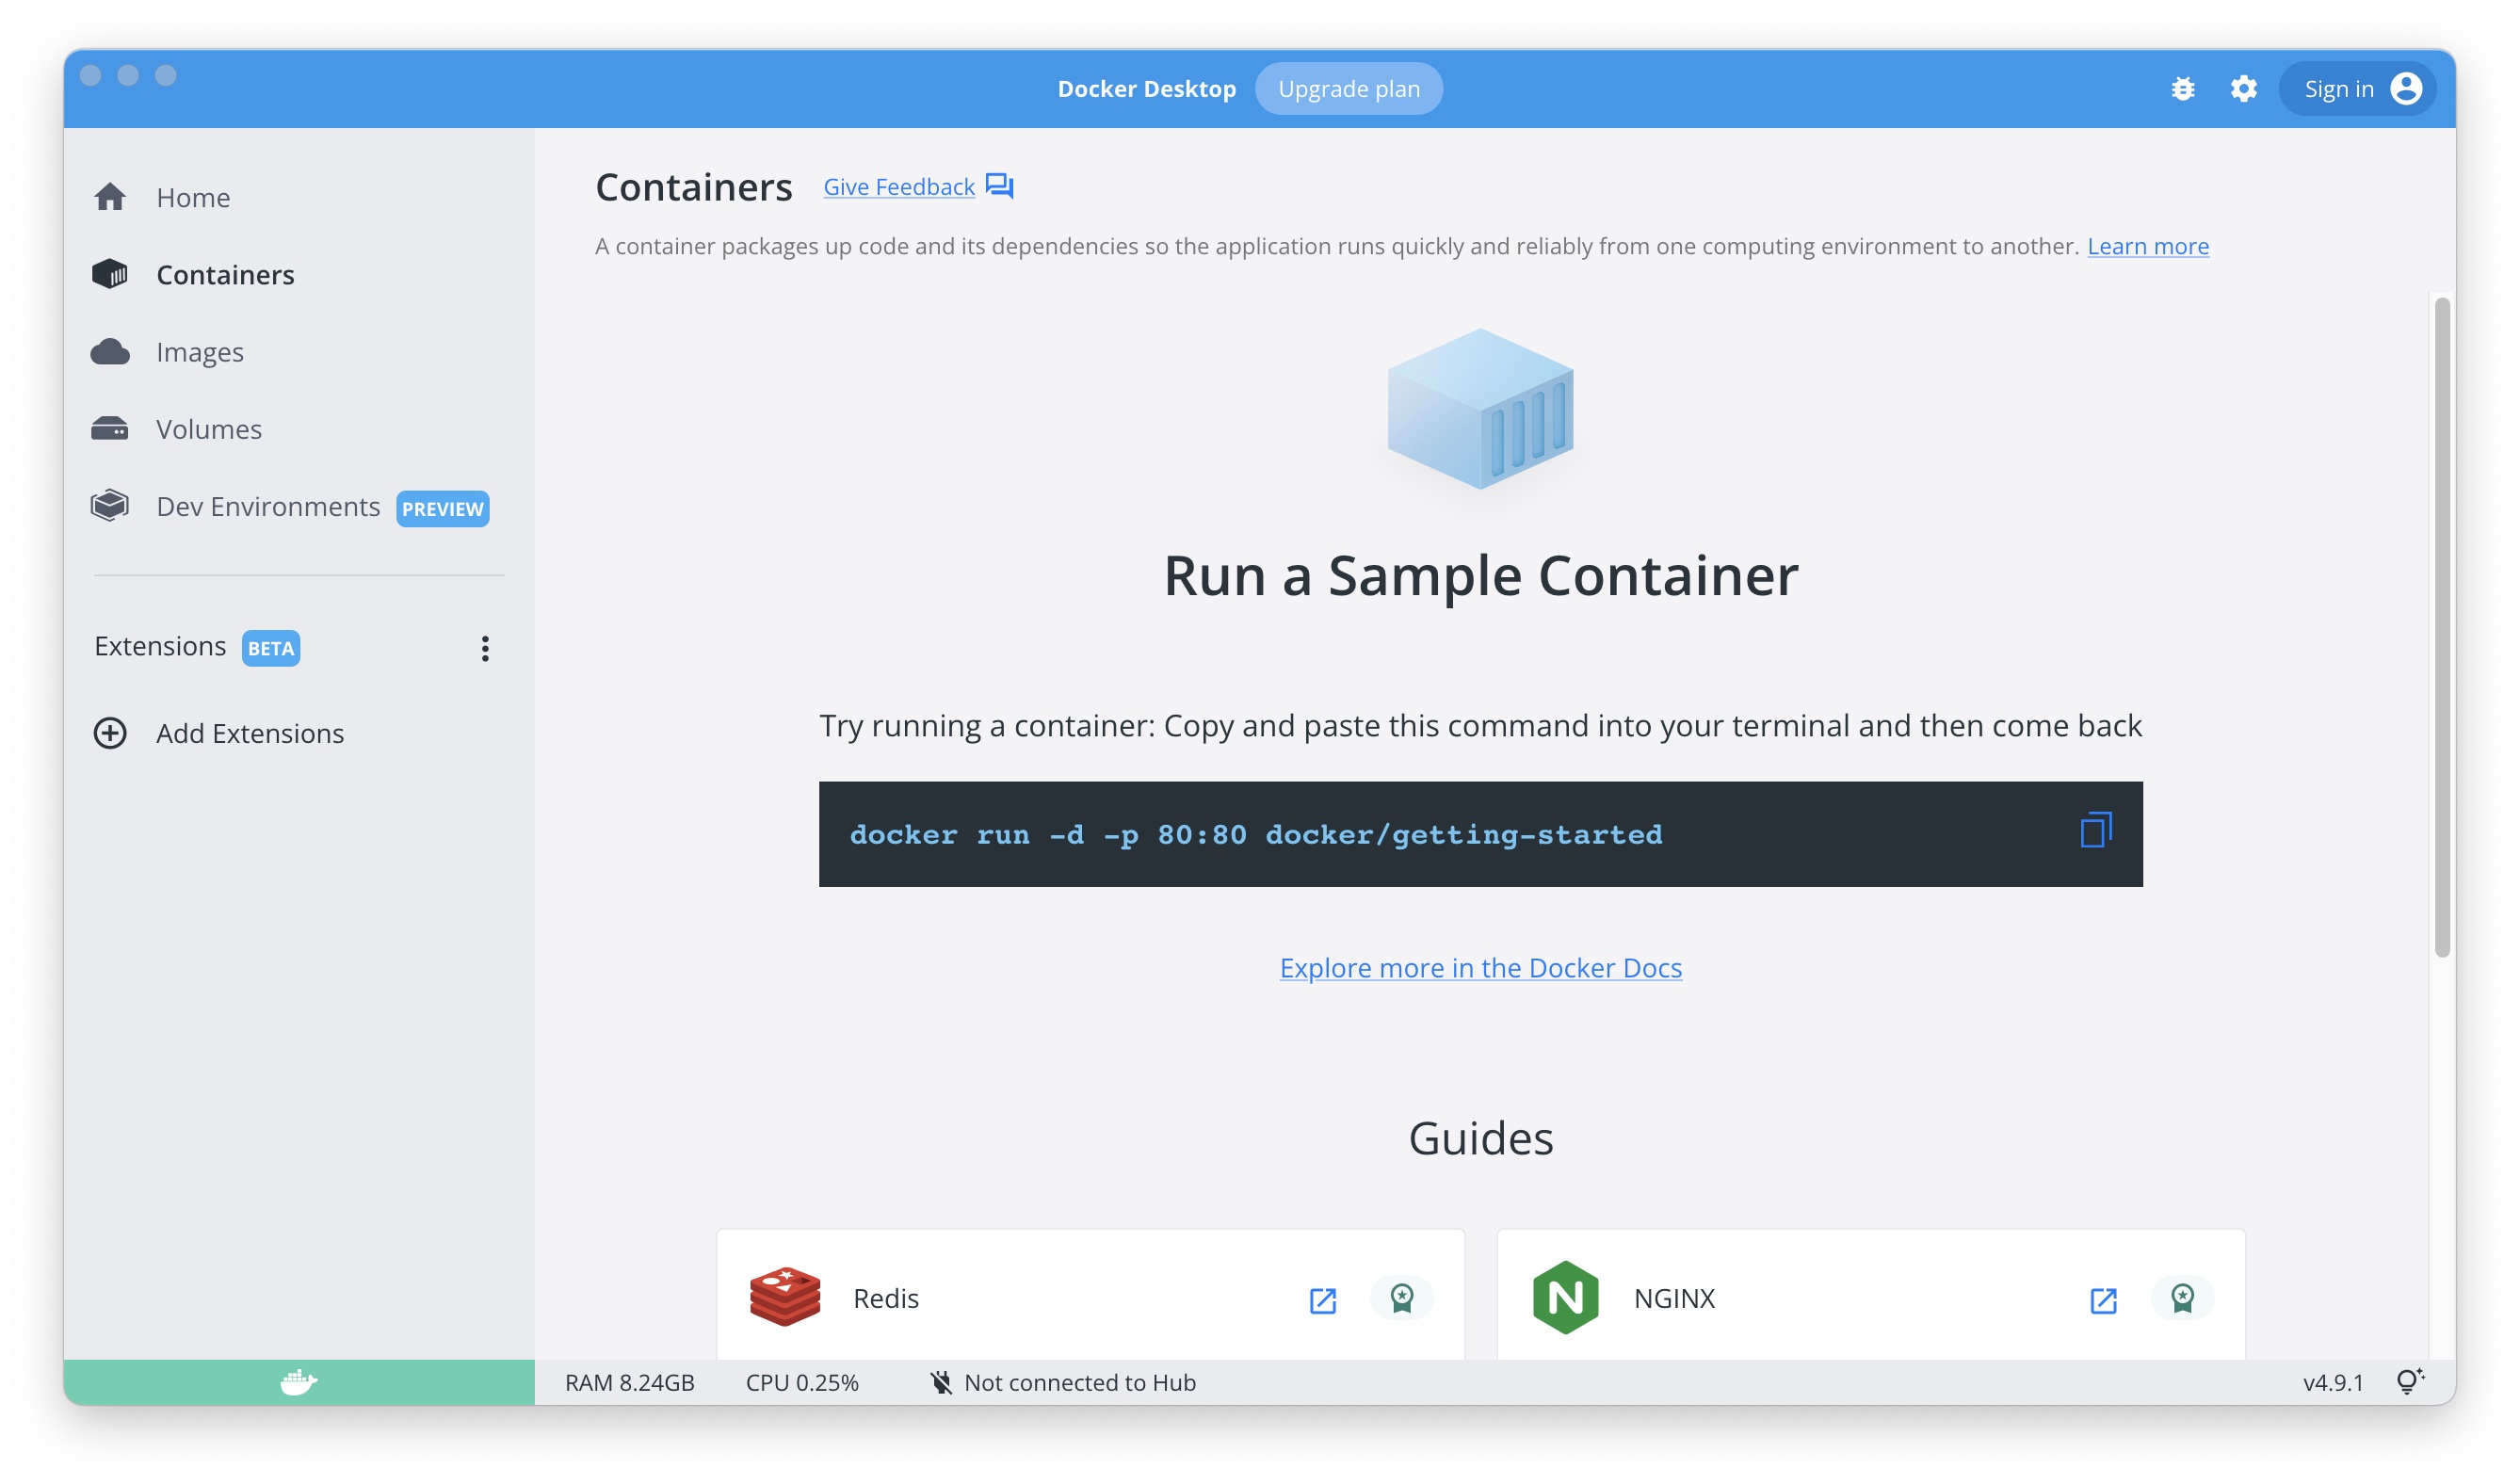 Docker Desktop Upgrade plan Sign in
Home
Containers
Images
Volumes
Dev Environments PREVIEW
Extensions BETA
Add Extensions
Containers Give Feedback
A container packages up code and its dependencies so the application runs quickly and reliably from one computing environment to another. Learn more
Run a Sample Container
Try running a container: Copy and paste this command into your terminal and then come back
docker run -d -p 80:80 docker/getting-started
Explore more in the Docker Docs
Guides
Redis
NGINX
RAM 8.24GB CPU 0.25% Not connected to Hub v4.9.1